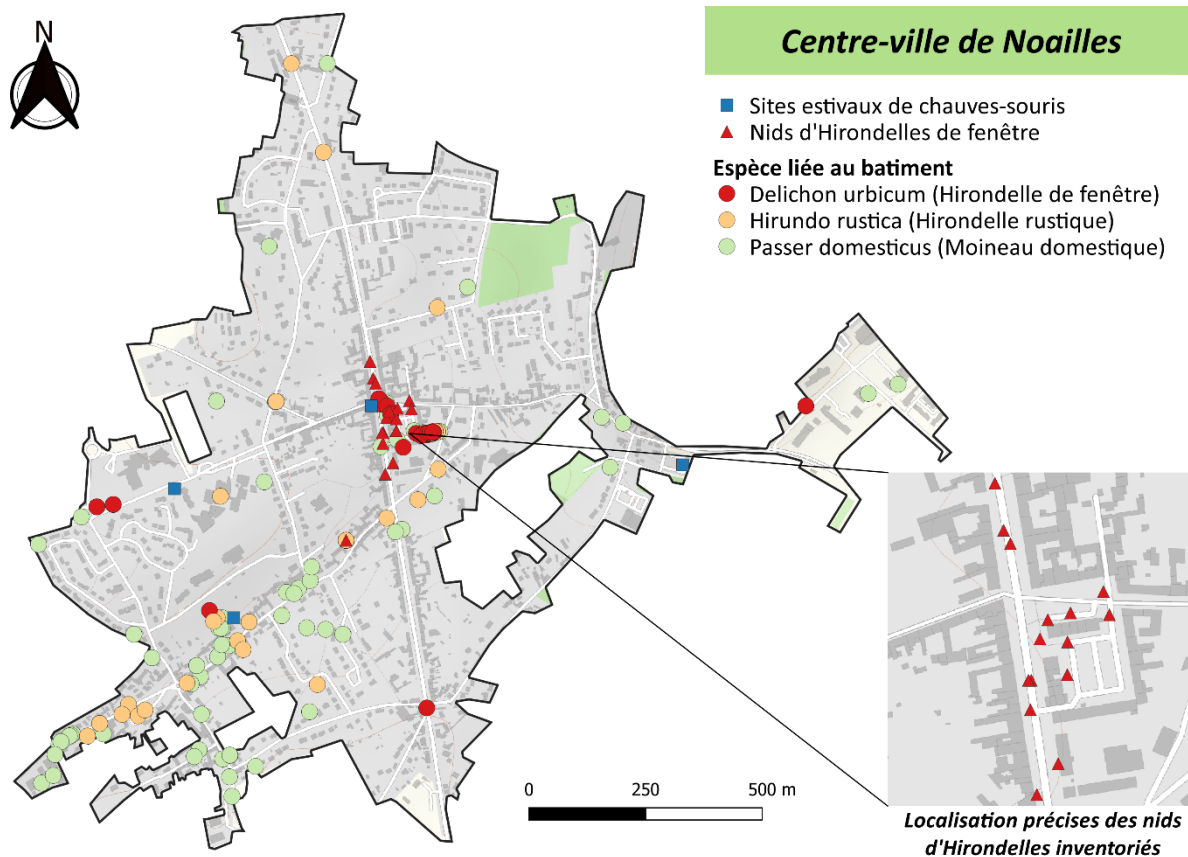 N
Centre-ville de Noailles
Sites estivaux de chauves-souris
Nids d'Hirondelles de fenêtre
Espèce liée au batiment
Delichon urbicum (Hirondelle de fenêtre)
Hirundo rustica (Hirondelle rustique)
Passer domesticus (Moineau domestique)
0 250 500 m
Localisation précises des nids
d'Hirondelles inventoriés